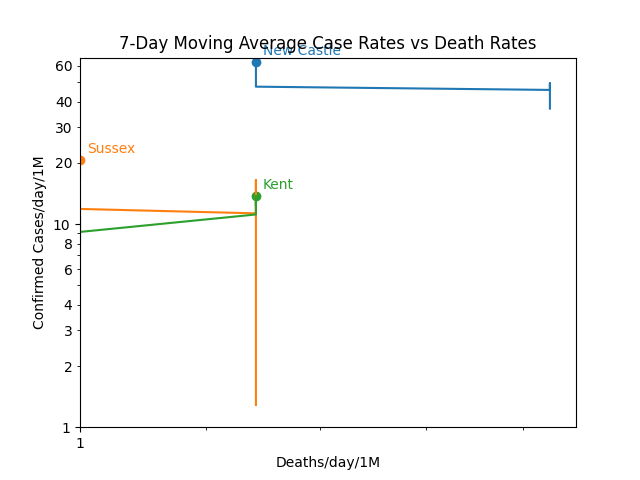 7-Day Moving Average Case Rates vs Death Rates
New Castle
Sussex
Kent
Confirmed Cases/day/1M
60
40
30
20
10
8
6
4
3
2
1
1
Deaths/day/1M